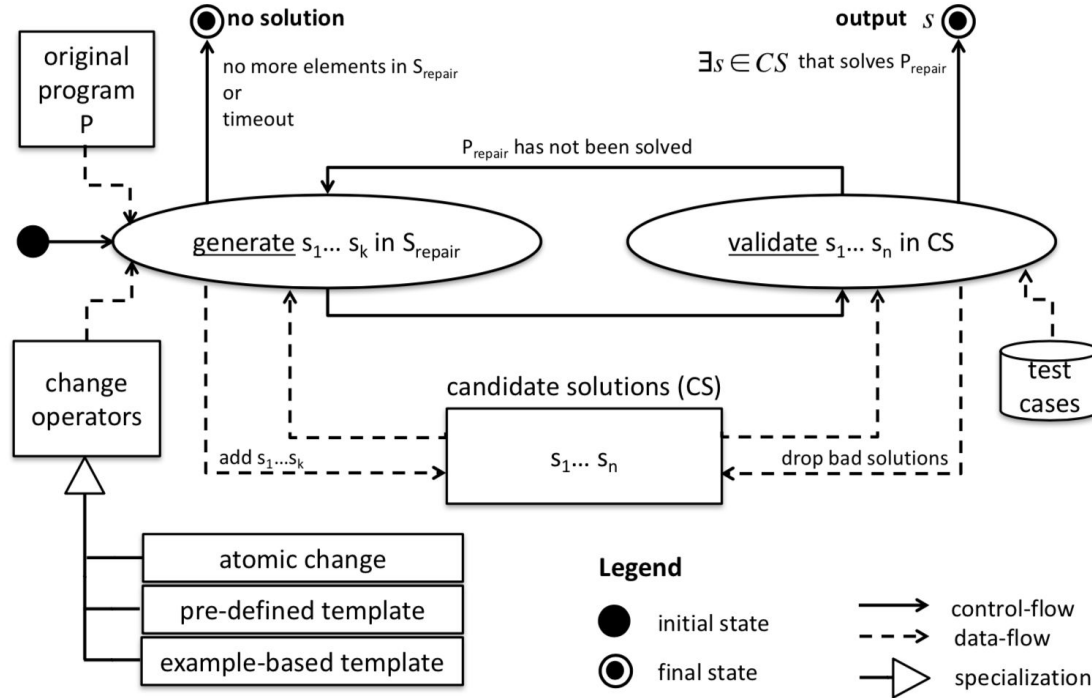 no solution
output s
original
program
P
no more elements in S_repair
or
timeout
∃s ∈ CS that solves P_repair
P_repair has not been solved
generate s_1... s_k in S_repair
validate s_1... s_n in CS
change
operators
candidate solutions (CS)
test
cases
s_1... s_n
add s_1...s_k
drop bad solutions
atomic change
pre-defined template
example-based template
Legend
initial state
final state
control-flow
data-flow
specialization